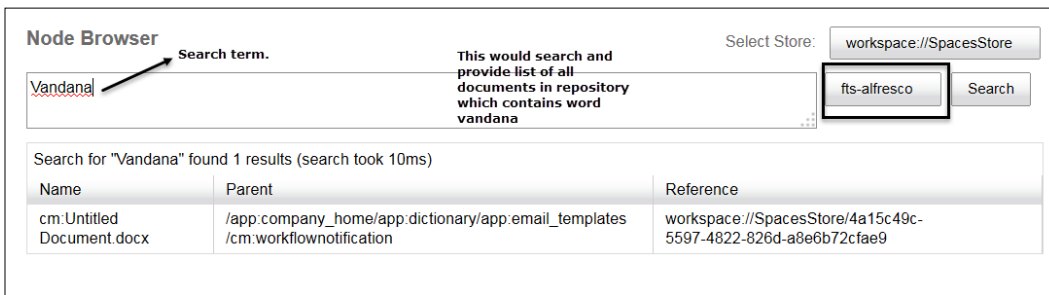 Node Browser
Search term.
This would search and
provide list of all
documents in repository
which contains word
vandana
Select Store:
workspace://SpacesStore
Vandana
fts-alfresco
Search
Search for "Vandana" found 1 results (search took 10ms)
Name
Parent
Reference
cm:Untitled
Document.docx
/app:company_home/app:dictionary/app:email_templates
/cm:workflownotification
workspace://SpacesStore/4a15c49c-
5597-4822-826d-a8e6b72cfae9